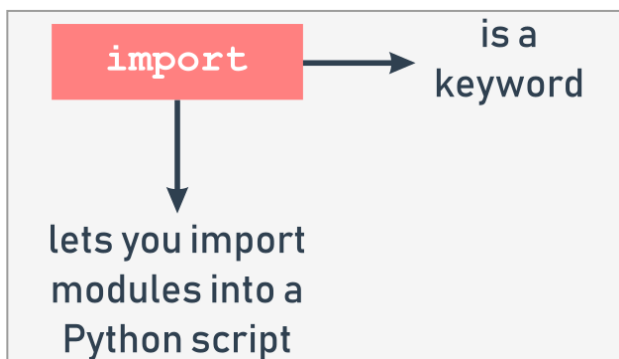 import
is a
keyword
lets you import
modules into a
Python script